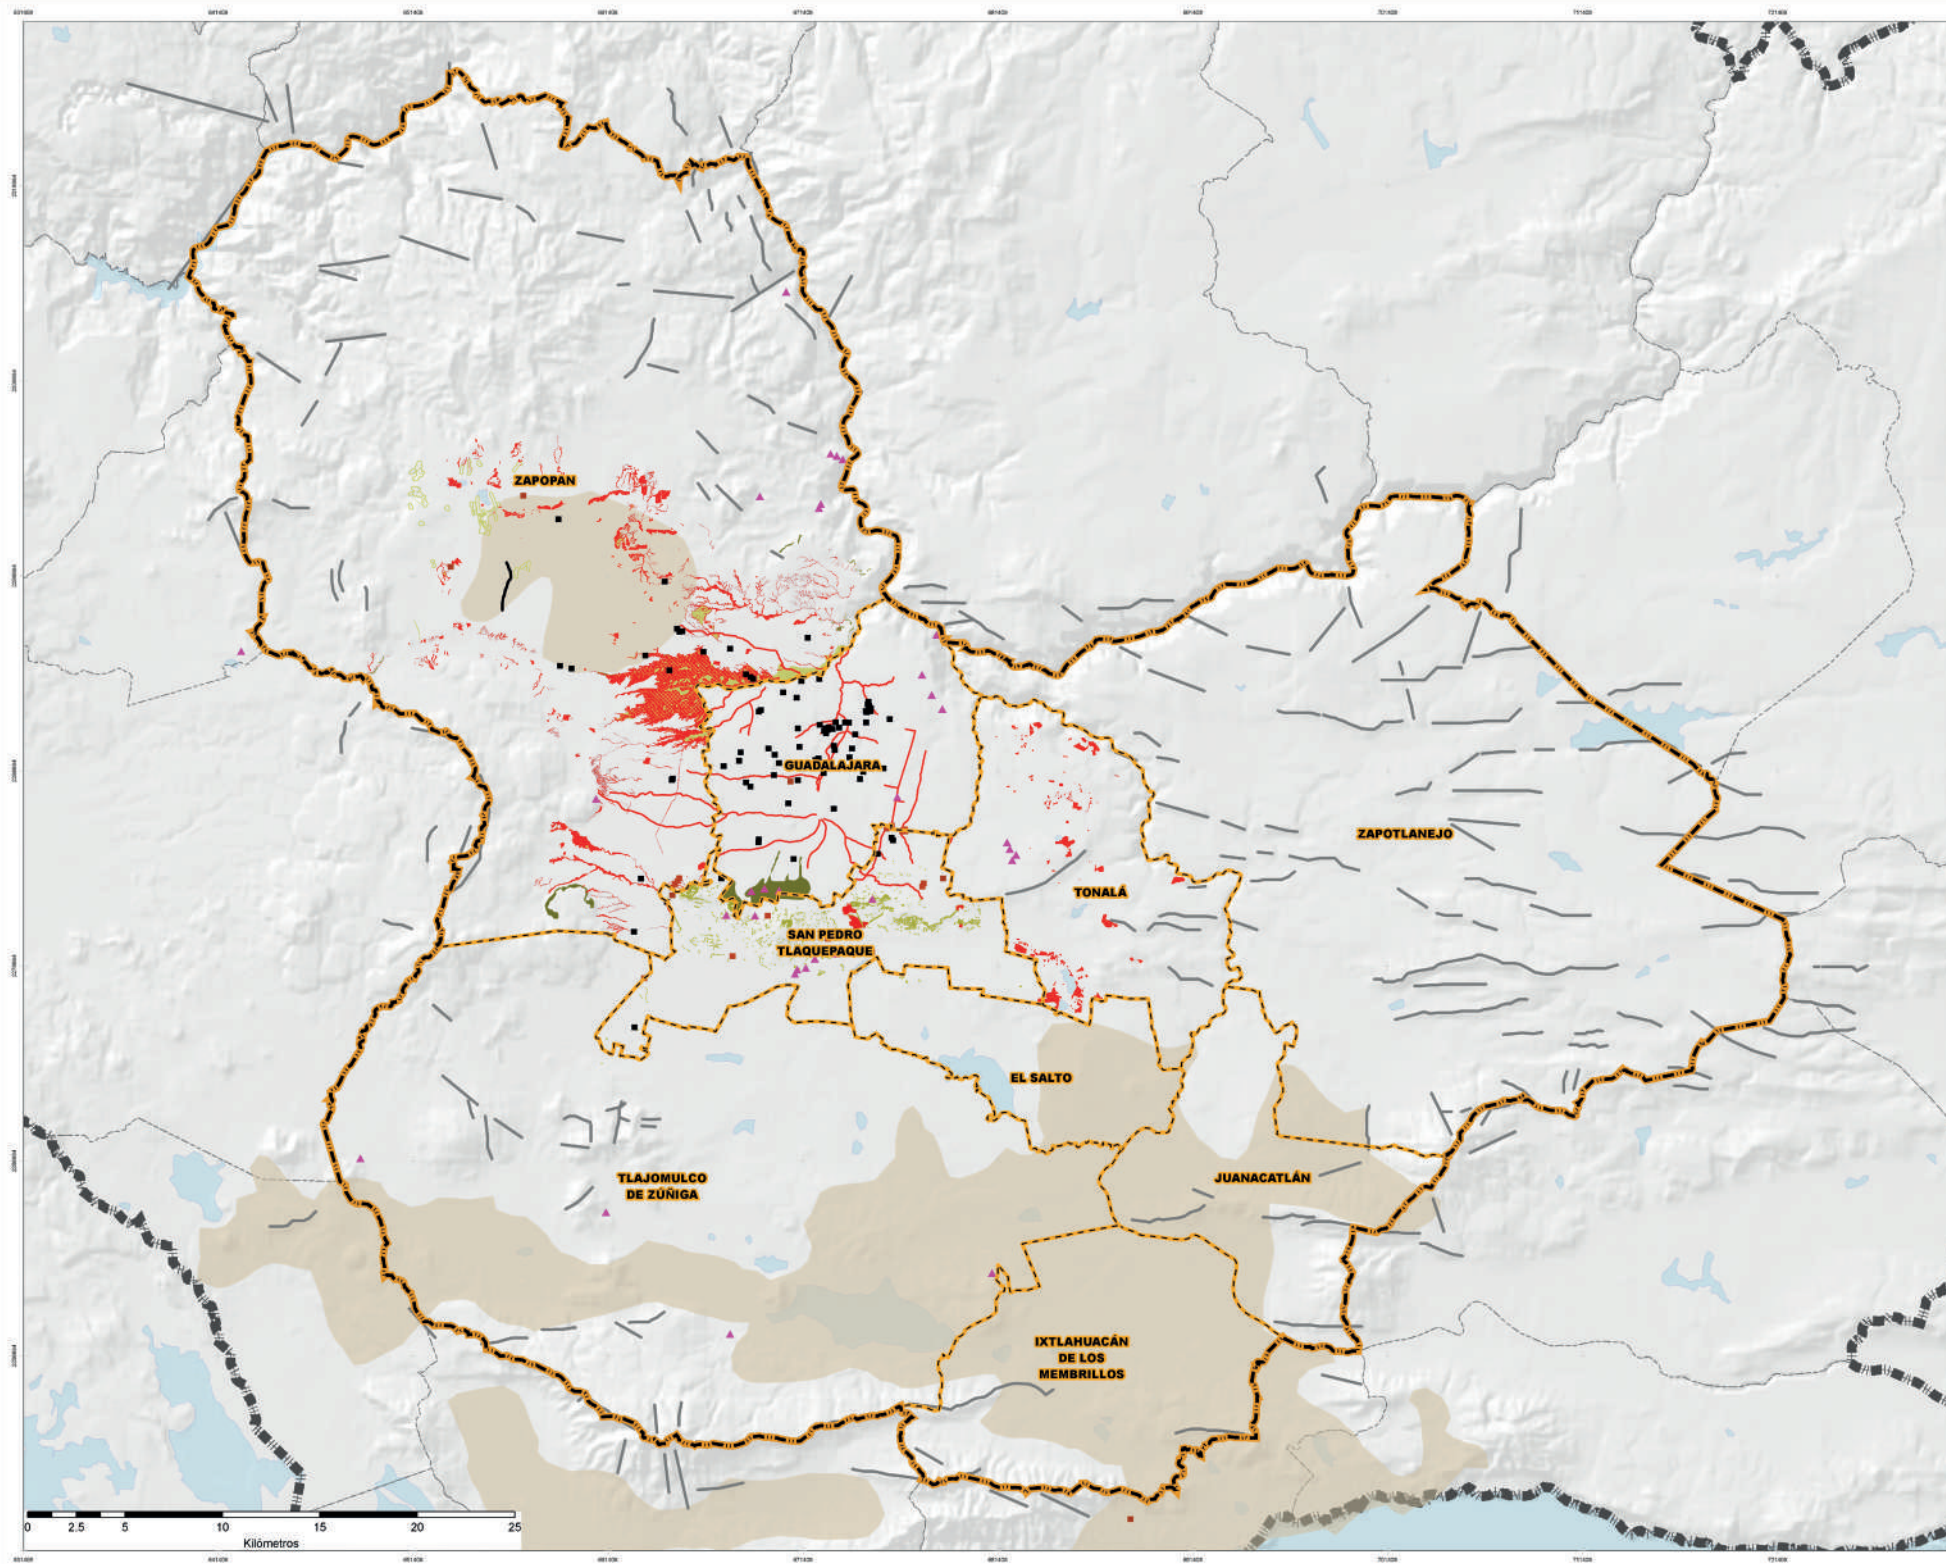 ZAPOPAN
GUADALAJARA
ZAPOTLANEJO
TONALÁ
SAN PEDRO
TLAQUEPAQUE
EL SALTO
TLAJOMULCO
DE ZÚÑIGA
JUANACATLÁN
IXTLAHUACÁN
DE LOS
MEMBRILLOS
0 2.5 5 10 15 20 25
Kilómetros